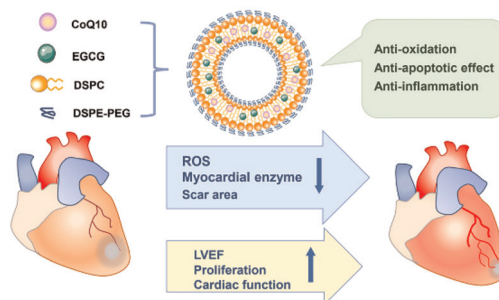 CoQ10
EGCG
DSPC
DSPE-PEG
Anti-oxidation
Anti-apoptotic effect
Anti-inflammation
ROS
Myocardial enzyme
Scar area
LVEF
Proliferation
Cardiac function